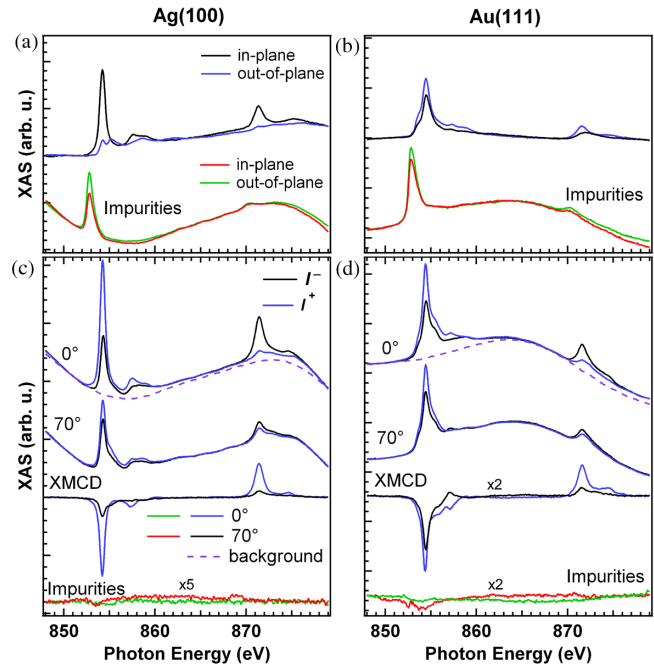 Ag(100)
Au(111)
(a)
in-plane
out-of-plane
in-plane
out-of-plane
Impurities
XAS (arb. u.)
(b)
Impurities
(c)
I⁻
I⁺
0°
70°
XMCD
0°
70°
background
Impurities
x5
XAS (arb. u.)
850
860
870
Photon Energy (eV)
(d)
0°
70°
XMCD
x2
Impurities
x2
850
860
870
Photon Energy (eV)